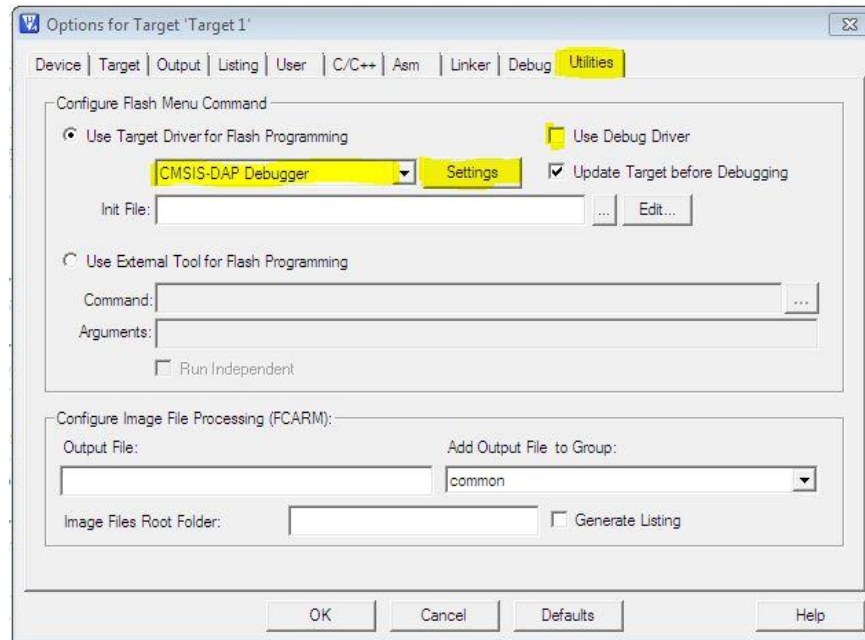 Options for Target 'Target 1'
Device Target Output Listing User C/C++ Asm Linker Debug Utilities
Configure Flash Menu Command
Use Target Driver for Flash Programming Use Debug Driver
CMSIS-DAP Debugger Settings Update Target before Debugging
Init File: ... Edit...
Use External Tool for Flash Programming
Command: ...
Arguments:
Run Independent
Configure Image File Processing (FCARM):
Output File: Add Output File to Group:
common
Image Files Root Folder: Generate Listing
OK Cancel Defaults Help